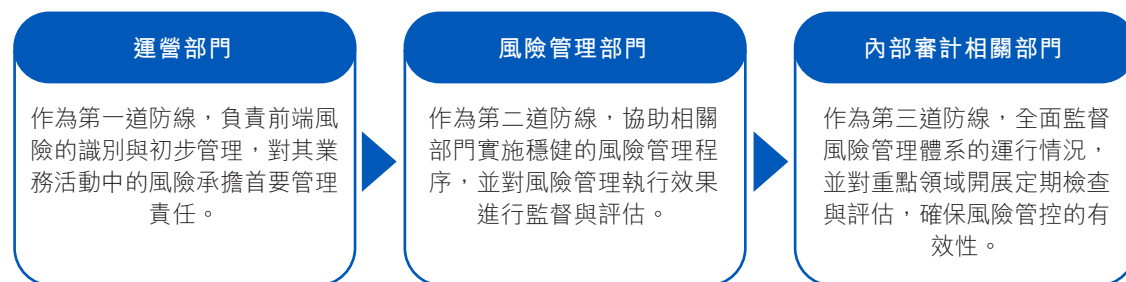 運營部門
作為第一道防線，負責前端風
險的識別與初步管理，對其業
務活動中的風險承擔首要管理
責任。
風險管理部門
作為第二道防線，協助相關
部門實施穩健的風險管理程
序，並對風險管理執行效果
進行監督與評估。
內部審計相關部門
作為第三道防線，全面監督
風險管理體系的運行情況，
並對重點領域開展定期檢查
與評估，確保風險管控的有
效性。